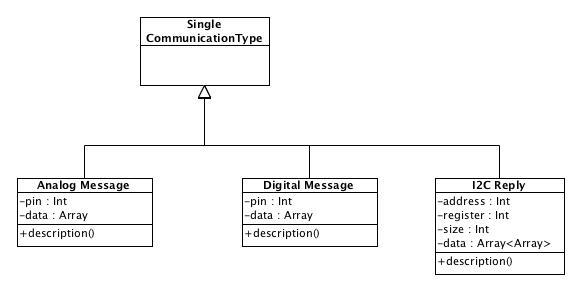 Single
CommunicationType
Analog Message
-pin : Int
-data : Array
+description()
Digital Message
-pin : Int
-data : Array
+description()
I2C Reply
-address : Int
-register : Int
-size : Int
-data : Array<Array>
+description()